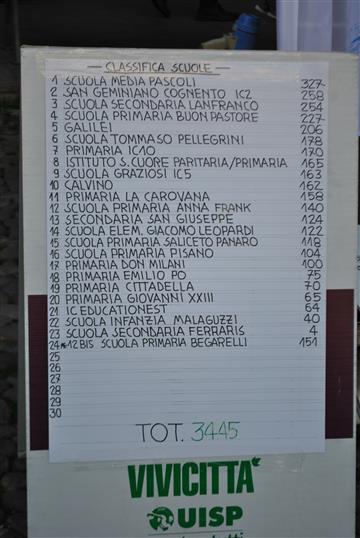 — CLASSIFICA SCUOLE —
1 SCUOLA MEDIA PASCOLI 327
2 SAN GEMINIANO COGNENTO IC2 258
3 SCUOLA SECONDARIA LANFRANCO 254
4 SCUOLA PRIMARIA BUON PASTORE 227
5 GALILEI 206
6 SCUOLA TOMMASO PELLEGRINI 178
7 PRIMARIA IC10 170
8 ISTITUTO S. CUORE PARITARIA/PRIMARIA 165
9 SCUOLA GRAZIOSI IC5 163
10 CALVINO 162
11 PRIMARIA LA CAROVANA 158
12 SCUOLA PRIMARIA ANNA FRANK 140
13 SECONDARIA SAN GIUSEPPE 124
14 SCUOLA ELEM. GIACOMO LEOPARDI 122
15 SCUOLA PRIMARIA SALICETO PANARO 118
16 SCUOLA PRIMARIA PISANO 104
17 PRIMARIA DON MILANI 100
18 PRIMARIA EMILIO PO 75
19 PRIMARIA CITTADELLA 70
20 PRIMARIA GIOVANNI XXIII 65
21 IC EDUCATIONEST 64
22 SCUOLA INFANZIA MALAGUZZI 40
23 SCUOLA SECONDARIA FERRARIS 4
24 12 BIS SCUOLA PRIMARIA BEGARELLI 151
25
26
27
28
29
30
TOT. 3445
VIVICITTÀ
UISP